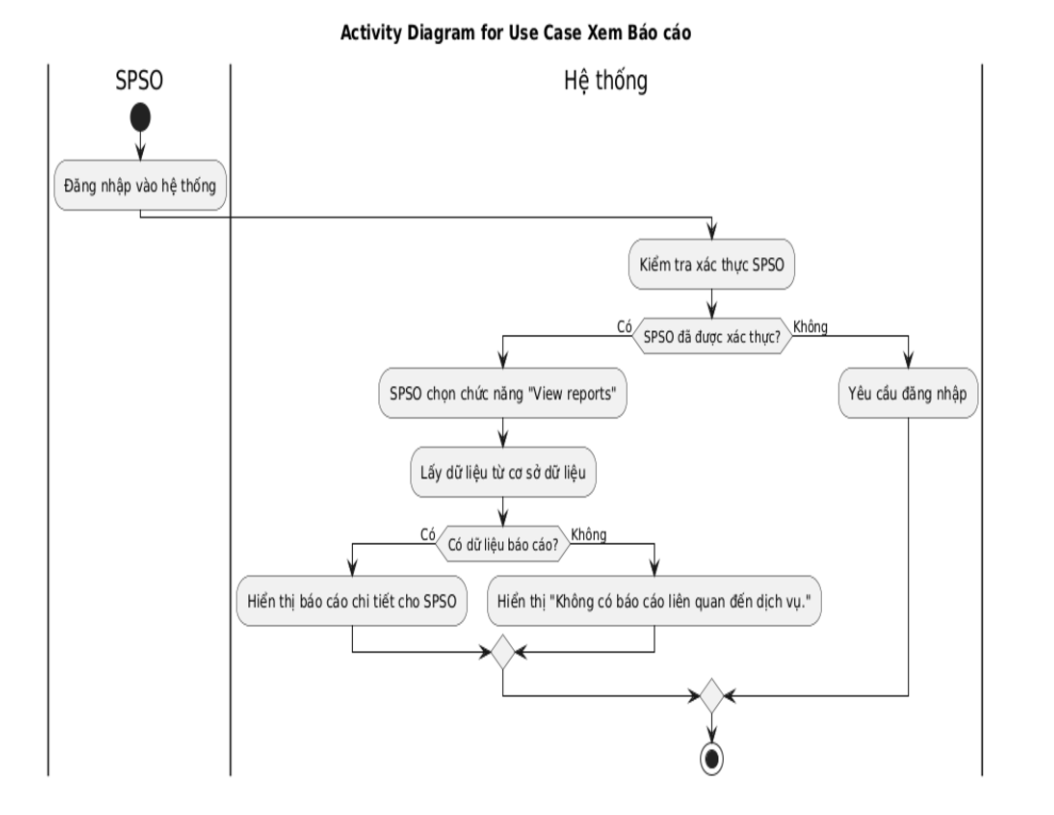 Activity Diagram for Use Case Xem Báo cáo
SPSO
Hệ thống
Đăng nhập vào hệ thống
Kiểm tra xác thực SPSO
SPSO đã được xác thực?
Có
Không
SPSO chọn chức năng "View reports"
Yêu cầu đăng nhập
Lấy dữ liệu từ cơ sở dữ liệu
Có dữ liệu báo cáo?
Có
Không
Hiển thị báo cáo chi tiết cho SPSO
Hiển thị "Không có báo cáo liên quan đến dịch vụ."